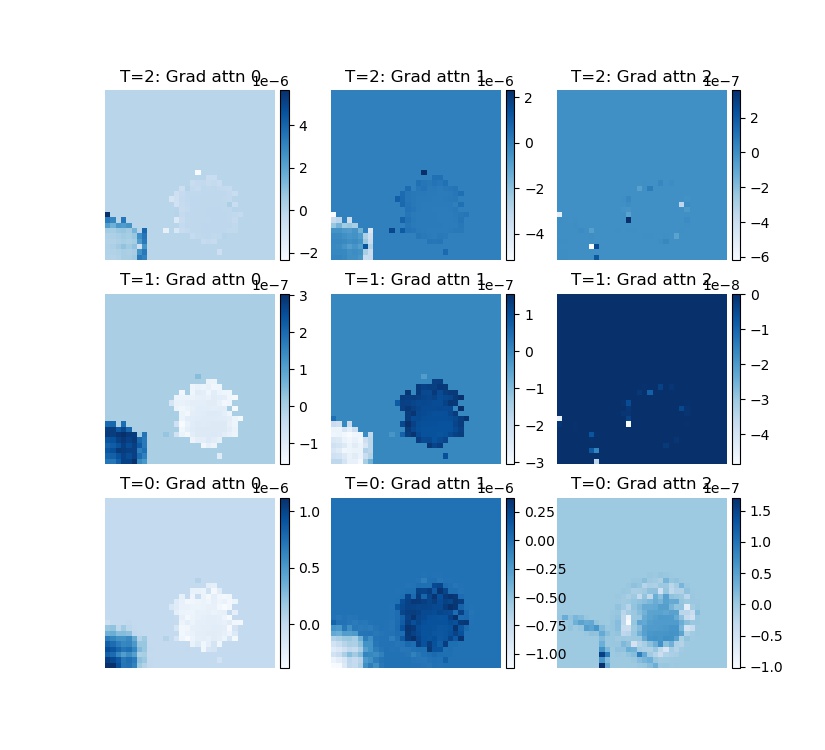 T=2: Grad attn 0
1e−6
T=2: Grad attn 1
1e−6
T=2: Grad attn 2
1e−7
4
2
0
−2
2
0
−2
−4
2
0
−2
−4
−6
T=1: Grad attn 0
1e−7
T=1: Grad attn 1
1e−7
T=1: Grad attn 2
1e−8
3
2
1
0
−1
1
0
−1
−2
−3
0
−1
−2
−3
−4
T=0: Grad attn 0
1e−6
T=0: Grad attn 1
1e−6
T=0: Grad attn 2
1e−7
1.0
0.5
0.0
0.25
0.00
−0.25
−0.50
−0.75
−1.00
1.5
1.0
0.5
0.0
−0.5
−1.0